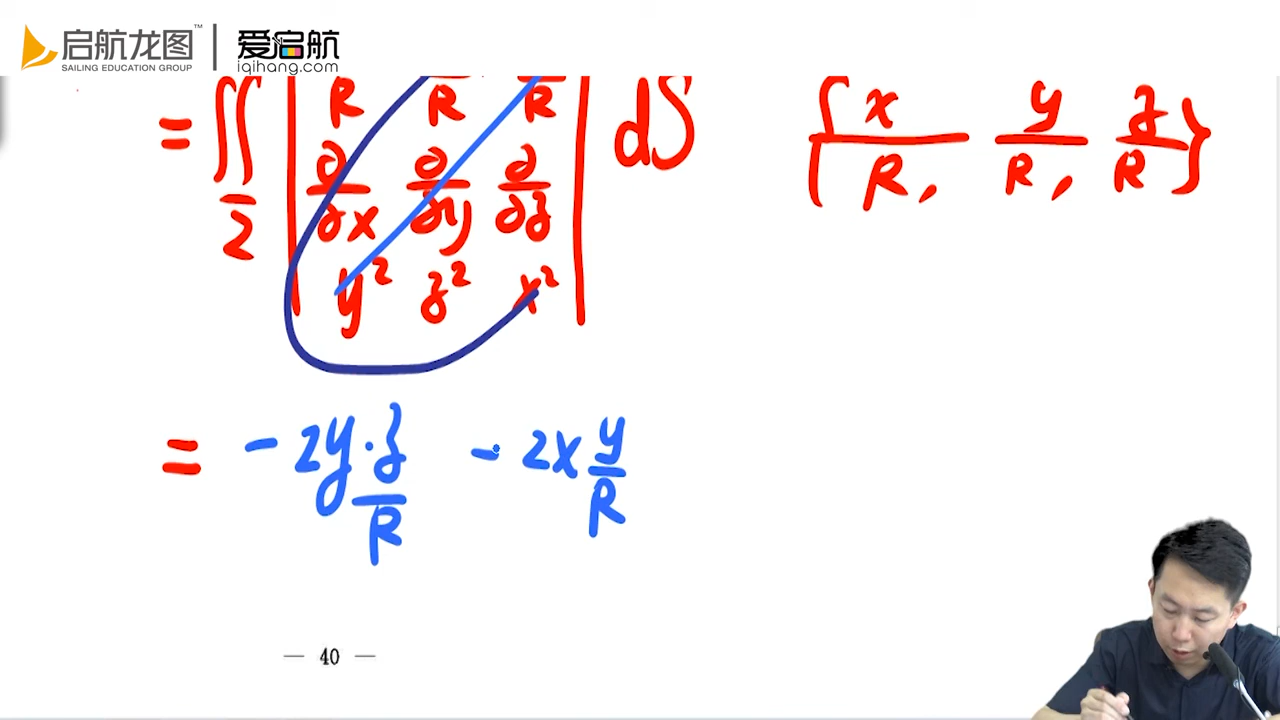 启航龙图™ 爱启航
SAILING EDUCATION GROUP iqihang.com
= ∬ | R R R | dS { x/R, y/R, z/R }
Σ | ∂/∂x ∂/∂y ∂/∂z |
| y² z² x² |
= -2y·z/R -2x y/R
— 40 —